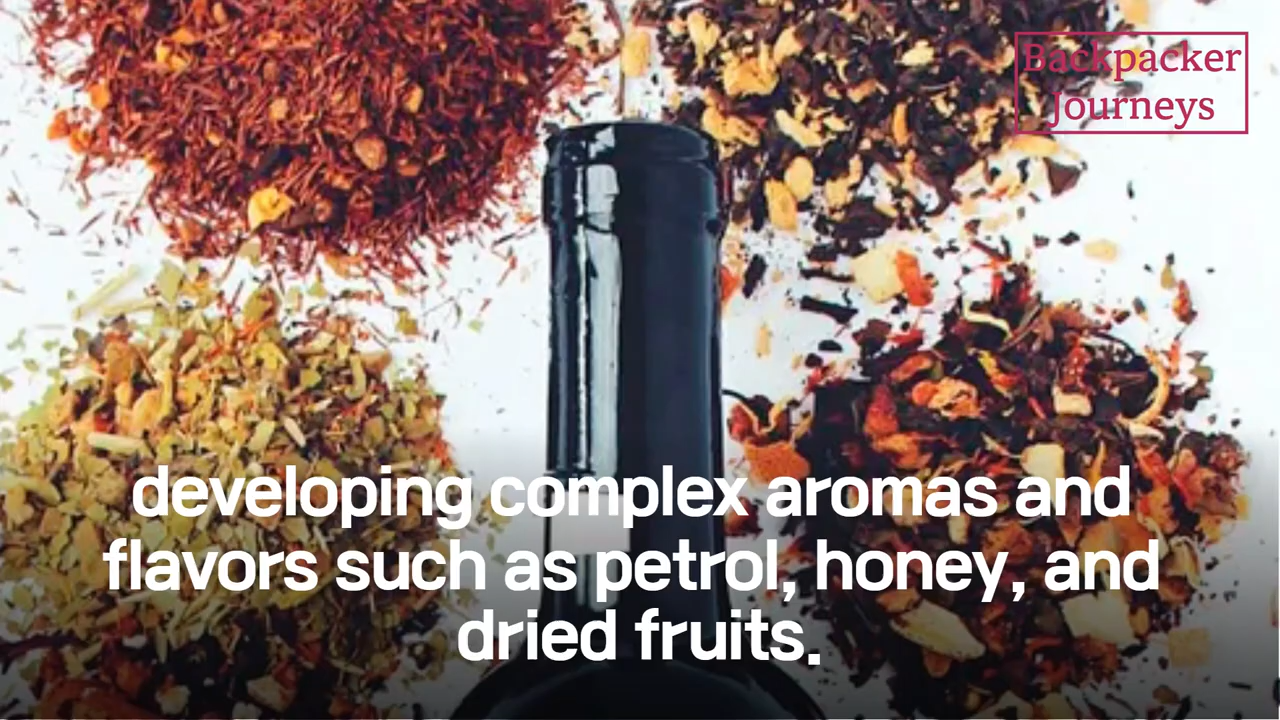 Backpacker
Journeys
developing complex aromas and
flavors such as petrol, honey, and
dried fruits.